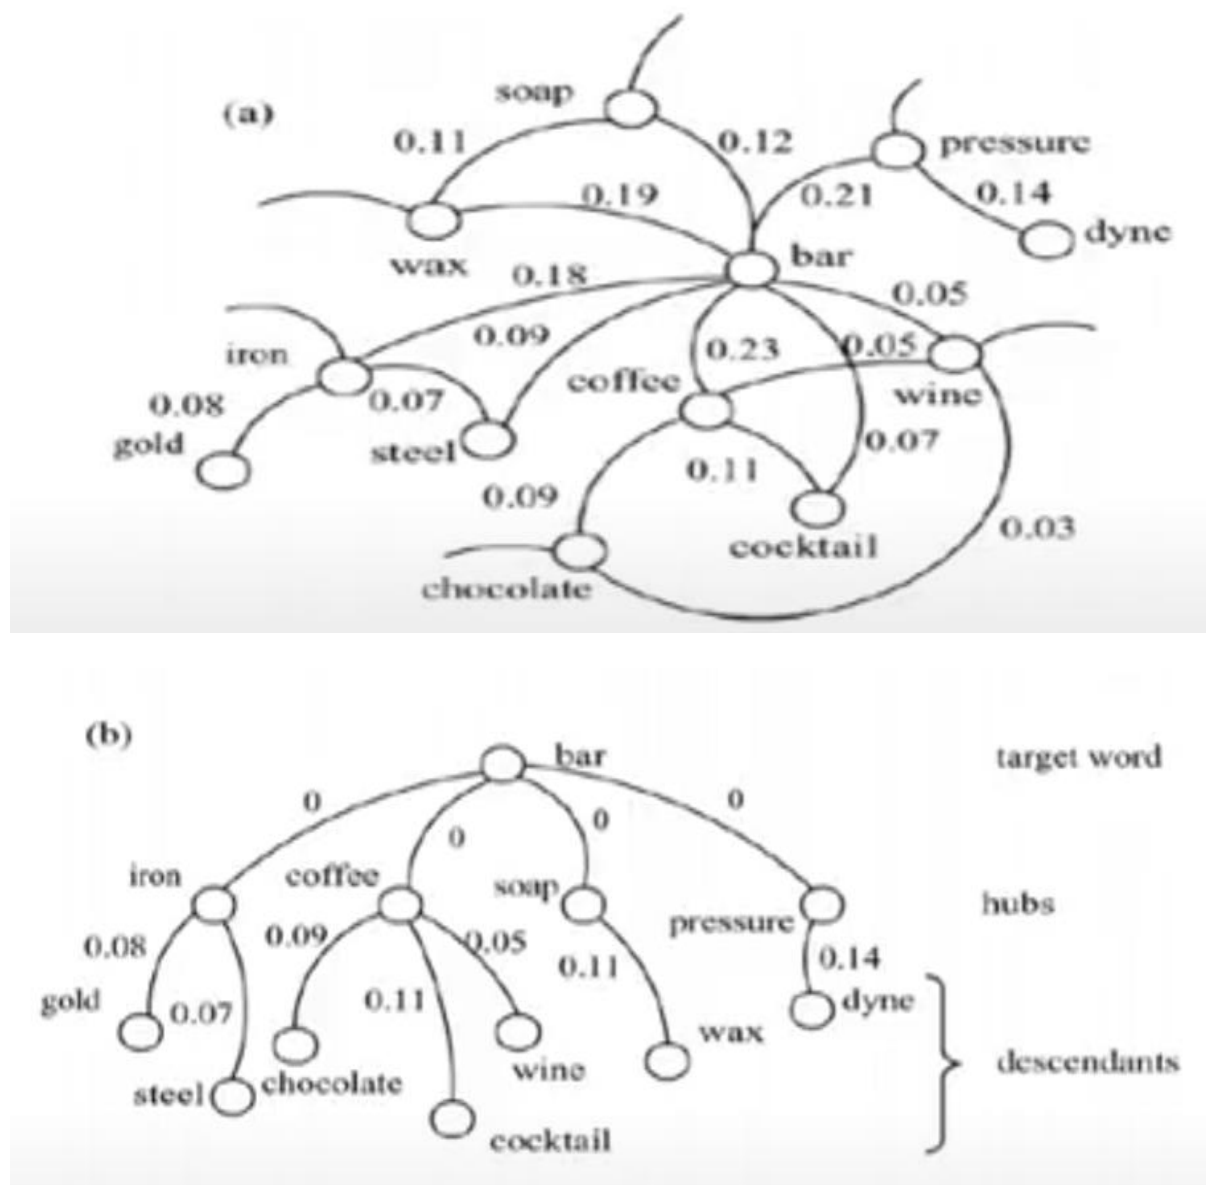 (a)
soap
0.11
0.12
pressure
0.19
0.21
0.14
dyne
wax
bar
0.18
0.05
0.09
iron
0.23
0.05
coffee
wine
0.08
0.07
gold
steel
0.07
0.11
0.09
0.03
cocktail
chocolate
(b)
bar
target word
0
0
0
0
iron
coffee
soap
hubs
pressure
0.08
0.09
0.05
0.11
0.14
gold
0.07
0.11
dyne
wax
descendants
steel
chocolate
wine
cocktail